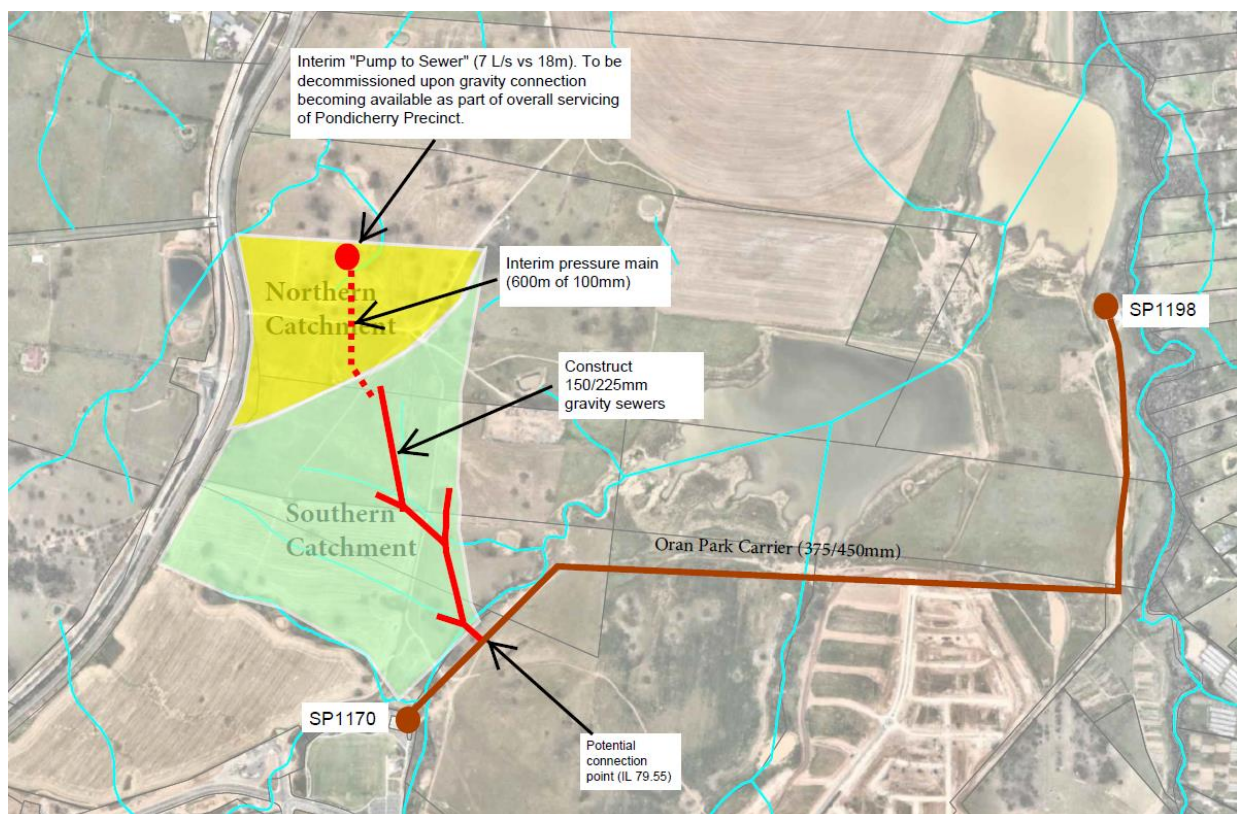 Interim "Pump to Sewer" (7 L/s vs 18m). To be
decommissioned upon gravity connection
becoming available as part of overall servicing
of Pondicherry Precinct.
Interim pressure main
(600m of 100mm)
Northern
Catchment
SP1198
Construct
150/225mm
gravity sewers
Southern
Catchment
Oran Park Carrier (375/450mm)
SP1170
Potential
connection
point (IL 79.55)